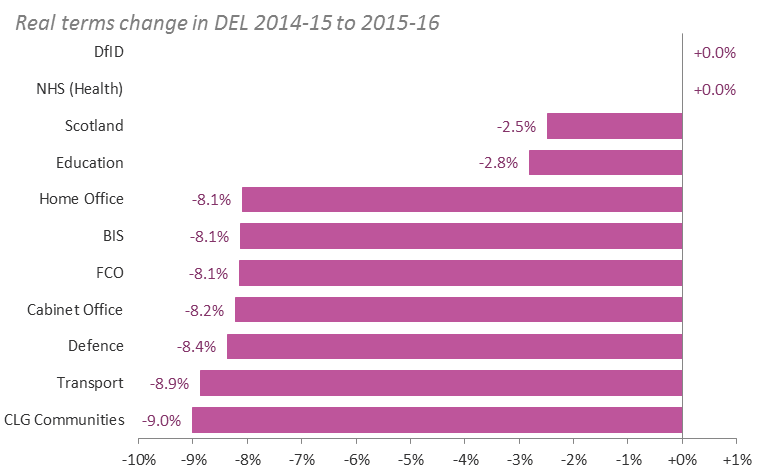 Real terms change in DEL 2014-15 to 2015-16
DfID +0.0%
NHS (Health) +0.0%
Scotland -2.5%
Education -2.8%
Home Office -8.1%
BIS -8.1%
FCO -8.1%
Cabinet Office -8.2%
Defence -8.4%
Transport -8.9%
CLG Communities -9.0%
-10% -9% -8% -7% -6% -5% -4% -3% -2% -1% +0% +1%